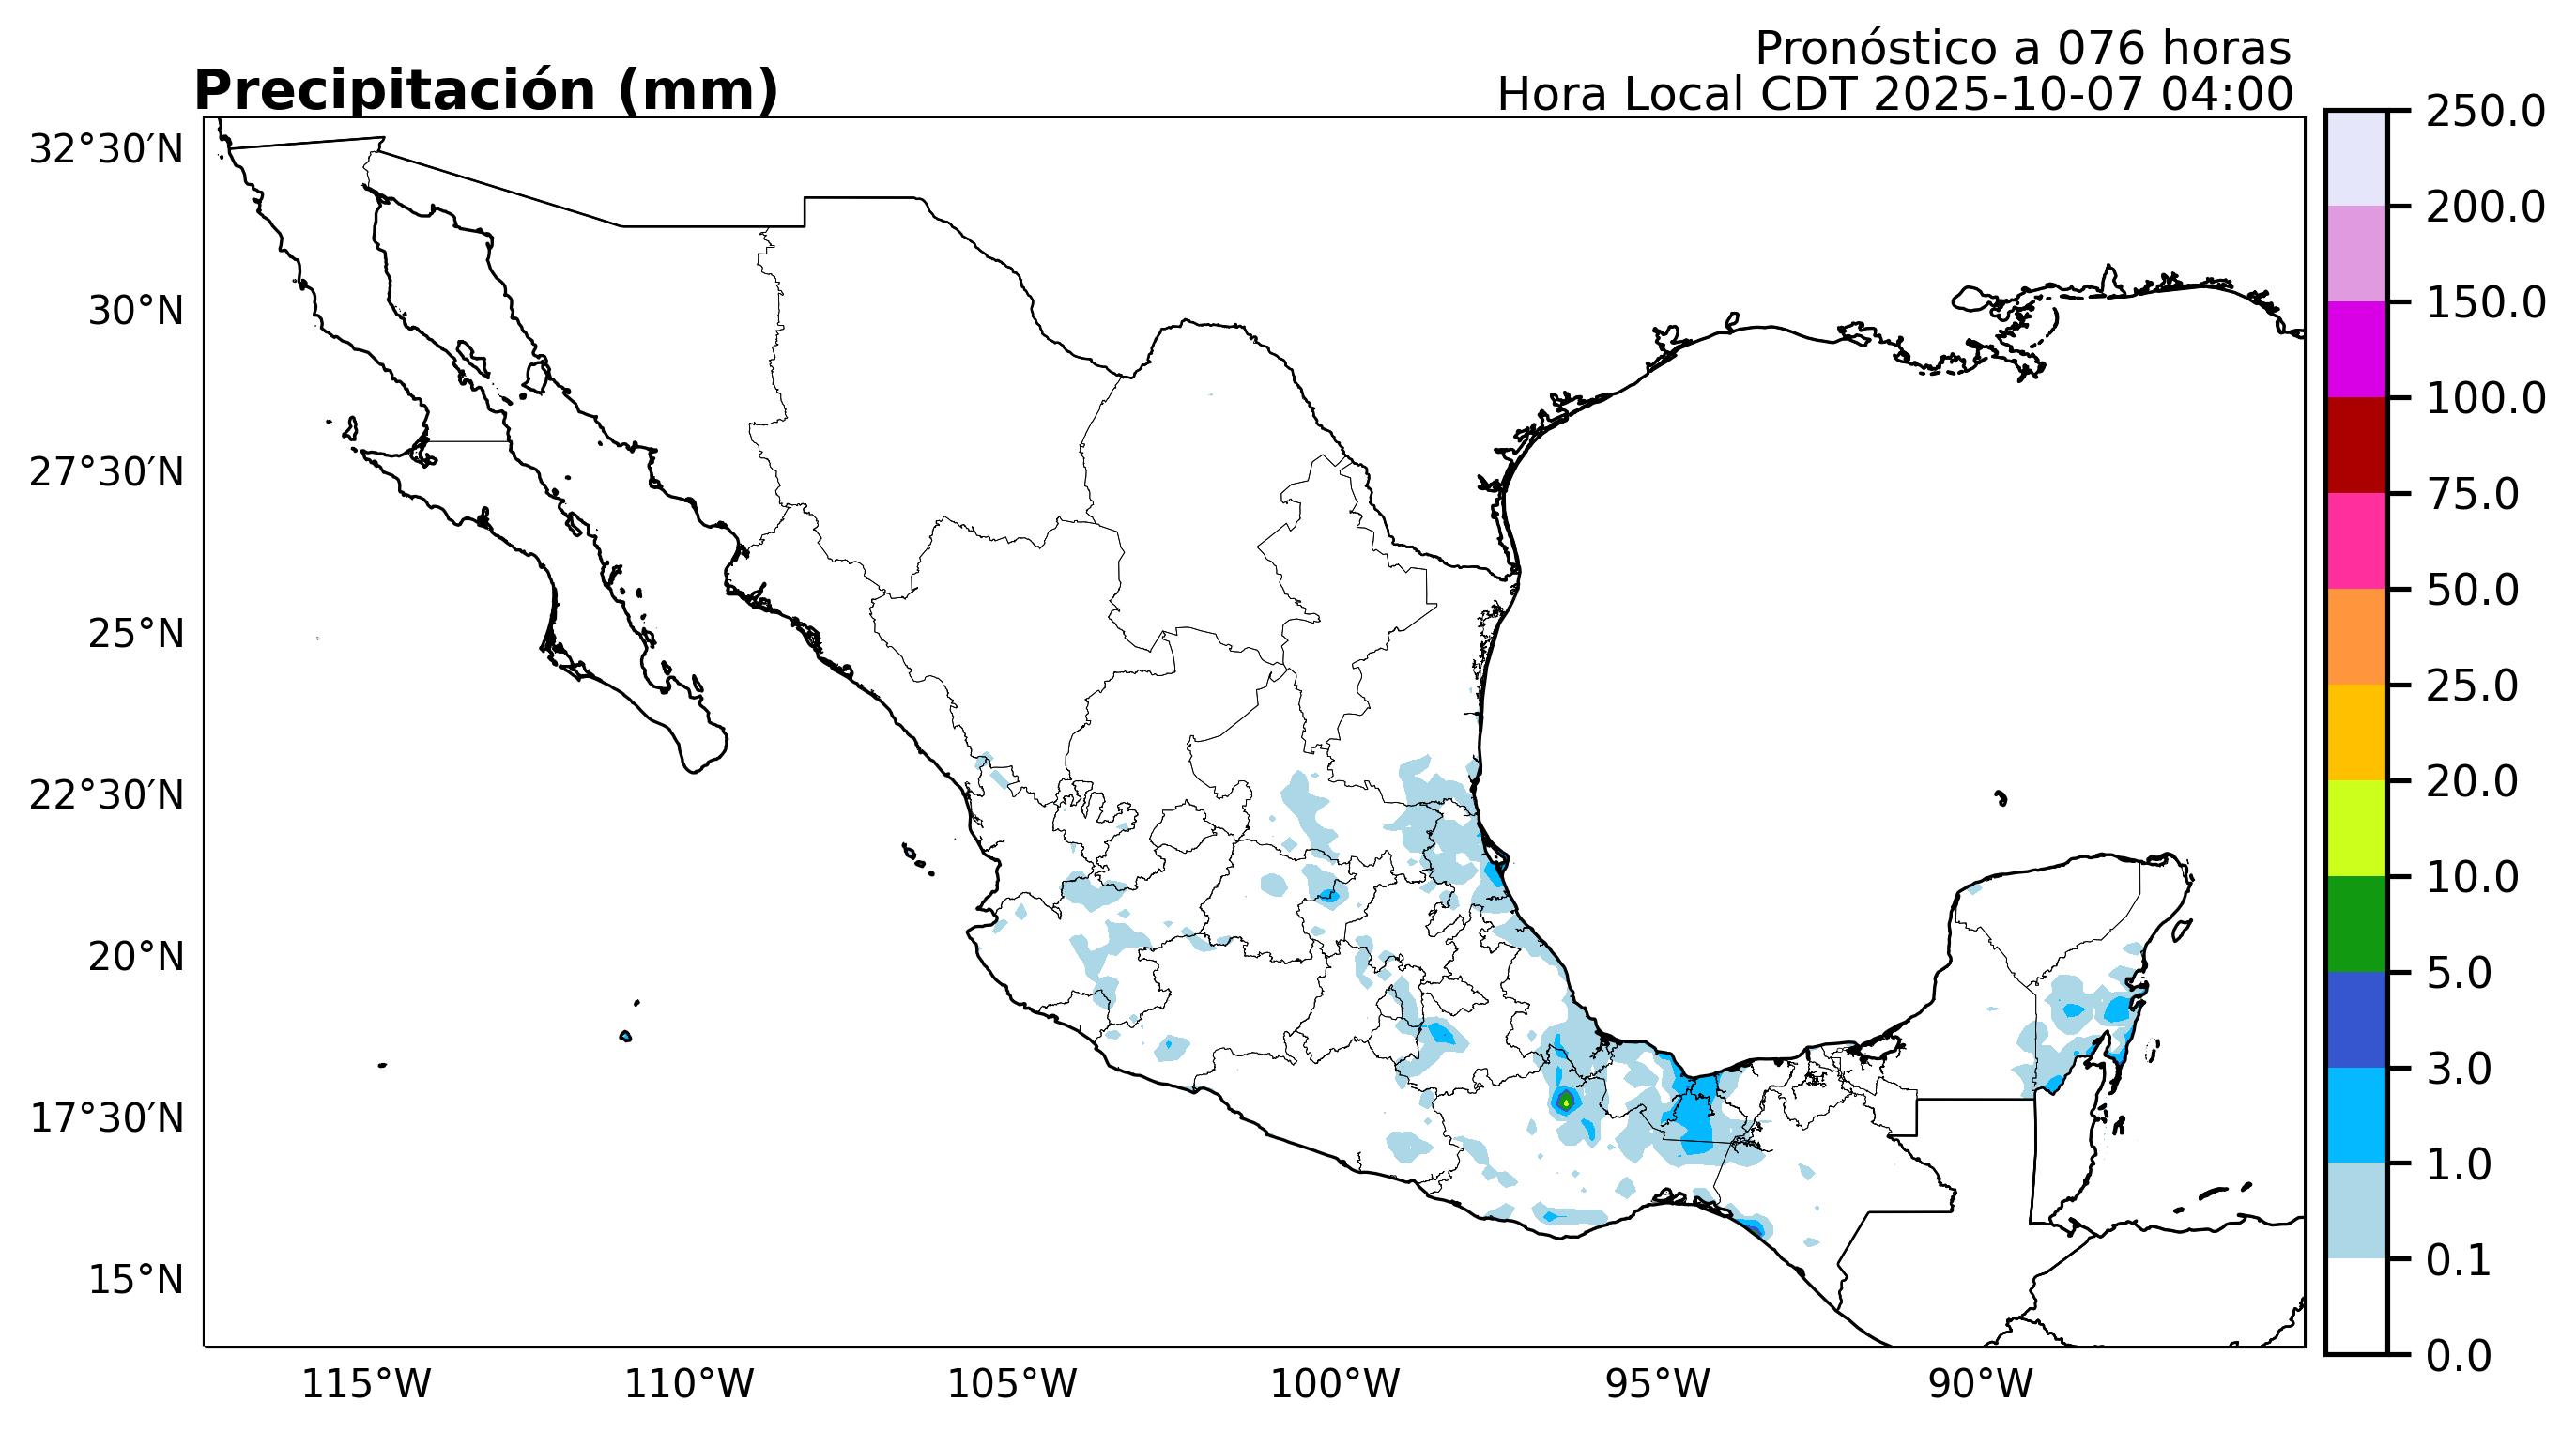 Pronóstico a 076 horas
Precipitación (mm)
Hora Local CDT 2025-10-07 04:00
32°30′N
30°N
27°30′N
25°N
22°30′N
20°N
17°30′N
15°N
115°W
110°W
105°W
100°W
95°W
90°W
250.0
200.0
150.0
100.0
75.0
50.0
25.0
20.0
10.0
5.0
3.0
1.0
0.1
0.0